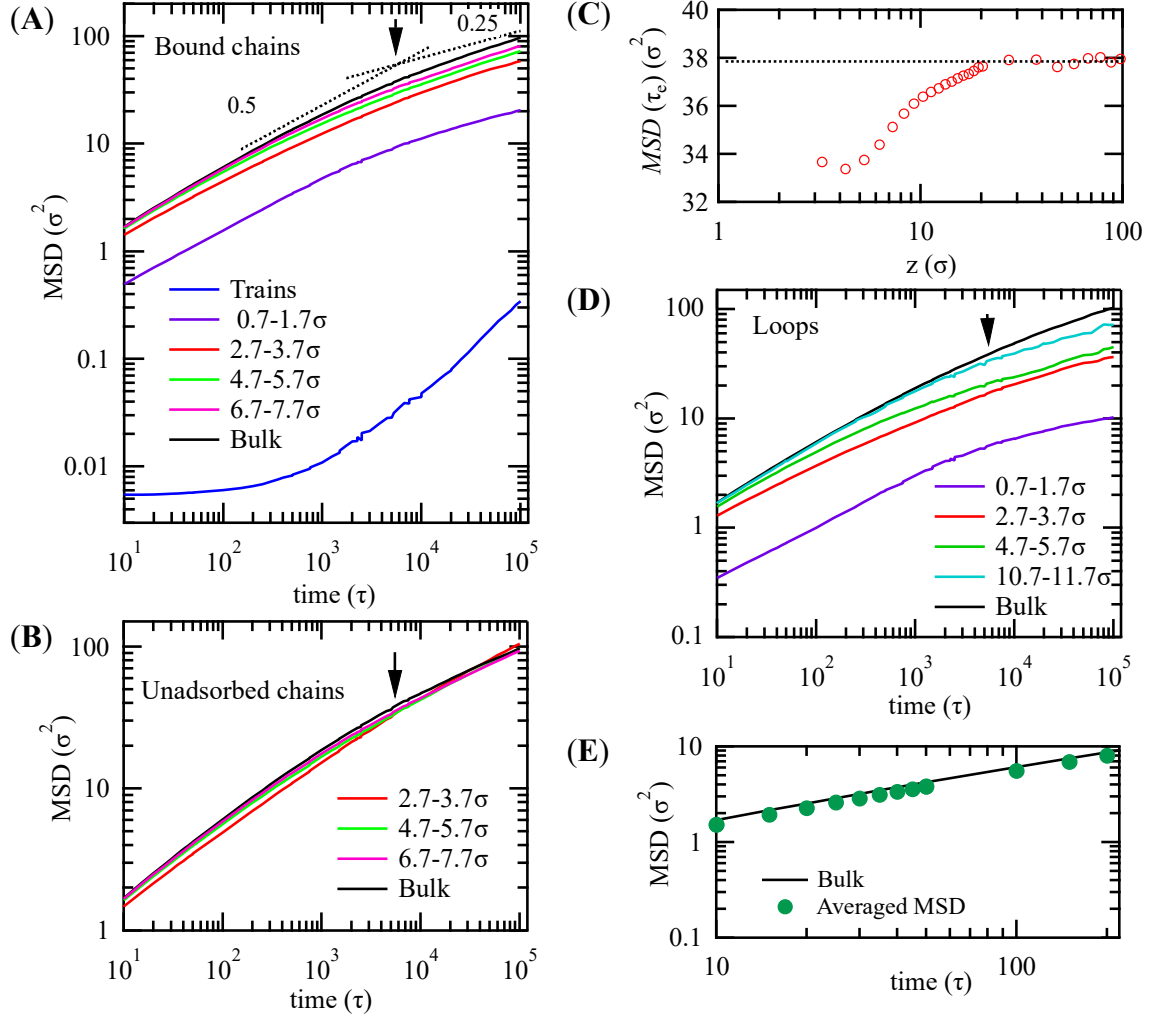 (A)
Bound chains
0.25
0.5
100
10
1
0.1
0.01
MSD (σ²)
Trains
0.7-1.7σ
2.7-3.7σ
4.7-5.7σ
6.7-7.7σ
Bulk
10¹ 10² 10³ 10⁴ 10⁵
time (τ)
(B)
Unadsorbed chains
100
10
1
MSD (σ²)
2.7-3.7σ
4.7-5.7σ
6.7-7.7σ
Bulk
10¹ 10² 10³ 10⁴ 10⁵
time (τ)
(C)
40
38
36
34
32
MSD (τₑ) (σ²)
1 10 100
z (σ)
(D)
Loops
100
10
1
0.1
MSD (σ²)
0.7-1.7σ
2.7-3.7σ
4.7-5.7σ
10.7-11.7σ
Bulk
10¹ 10² 10³ 10⁴ 10⁵
time (τ)
(E)
10
1
0.1
MSD (σ²)
Bulk
Averaged MSD
10 100
time (τ)